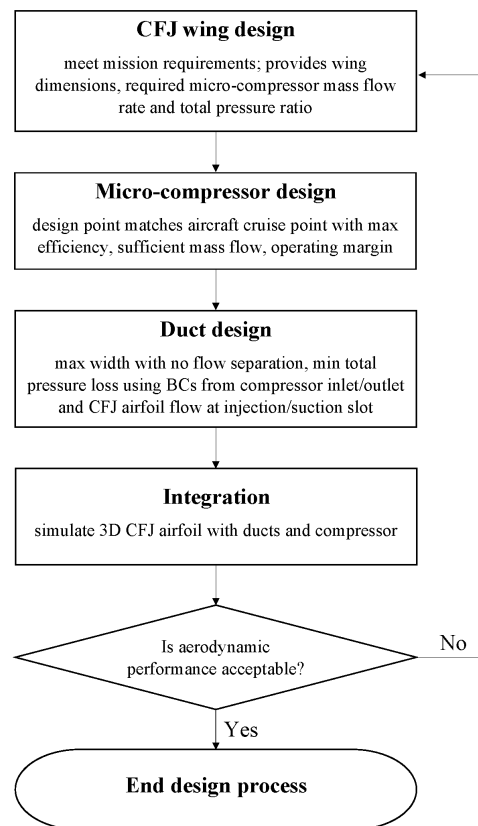 CFJ wing design
meet mission requirements; provides wing
dimensions, required micro-compressor mass flow
rate and total pressure ratio
Micro-compressor design
design point matches aircraft cruise point with max
efficiency, sufficient mass flow, operating margin
Duct design
max width with no flow separation, min total
pressure loss using BCs from compressor inlet/outlet
and CFJ airfoil flow at injection/suction slot
Integration
simulate 3D CFJ airfoil with ducts and compressor
Is aerodynamic
performance acceptable?
No
Yes
End design process